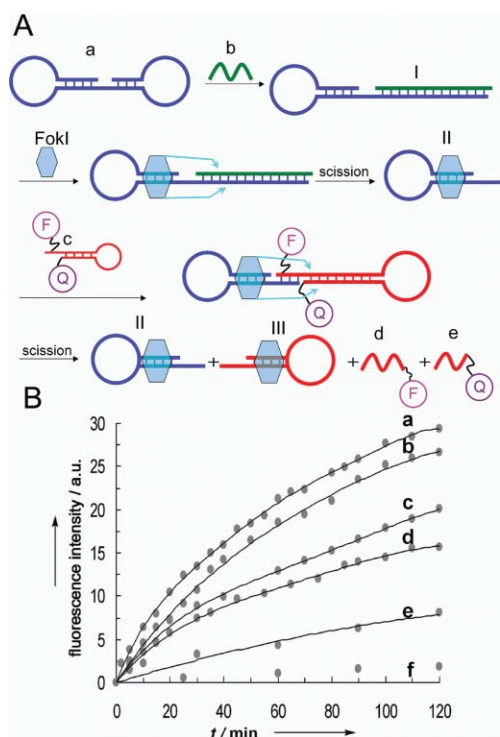 A
a
b
I
FokI
scission
II
F
c
Q
F
Q
scission
II
III
d
e
+
+
+
F
Q
B
30
25
20
15
10
5
0
fluorescence intensity / a.u.
a
b
c
d
e
f
0 20 40 60 80 100 120
t / min